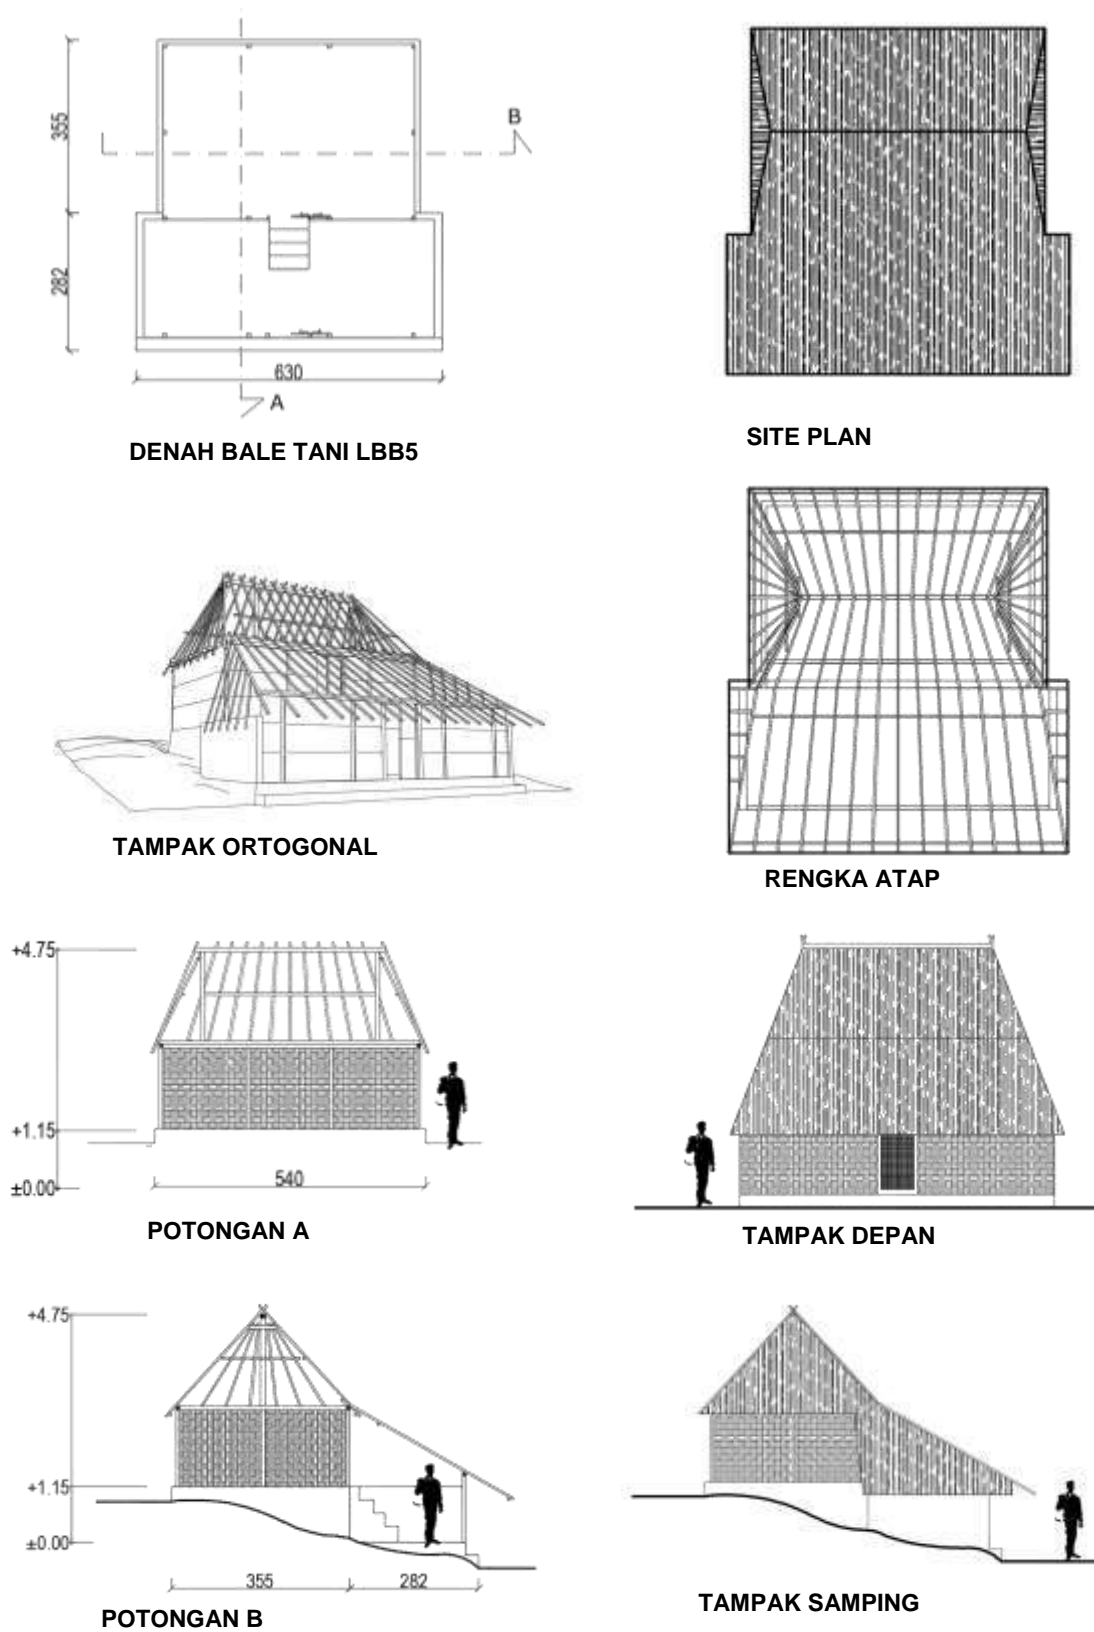 355
282
B
630
A
DENAH BALE TANI LBB5
SITE PLAN
TAMPAK ORTOGONAL
RENGKA ATAP
+4.75
+1.15
±0.00
540
POTONGAN A
TAMPAK DEPAN
+4.75
+1.15
±0.00
355
282
POTONGAN B
TAMPAK SAMPING